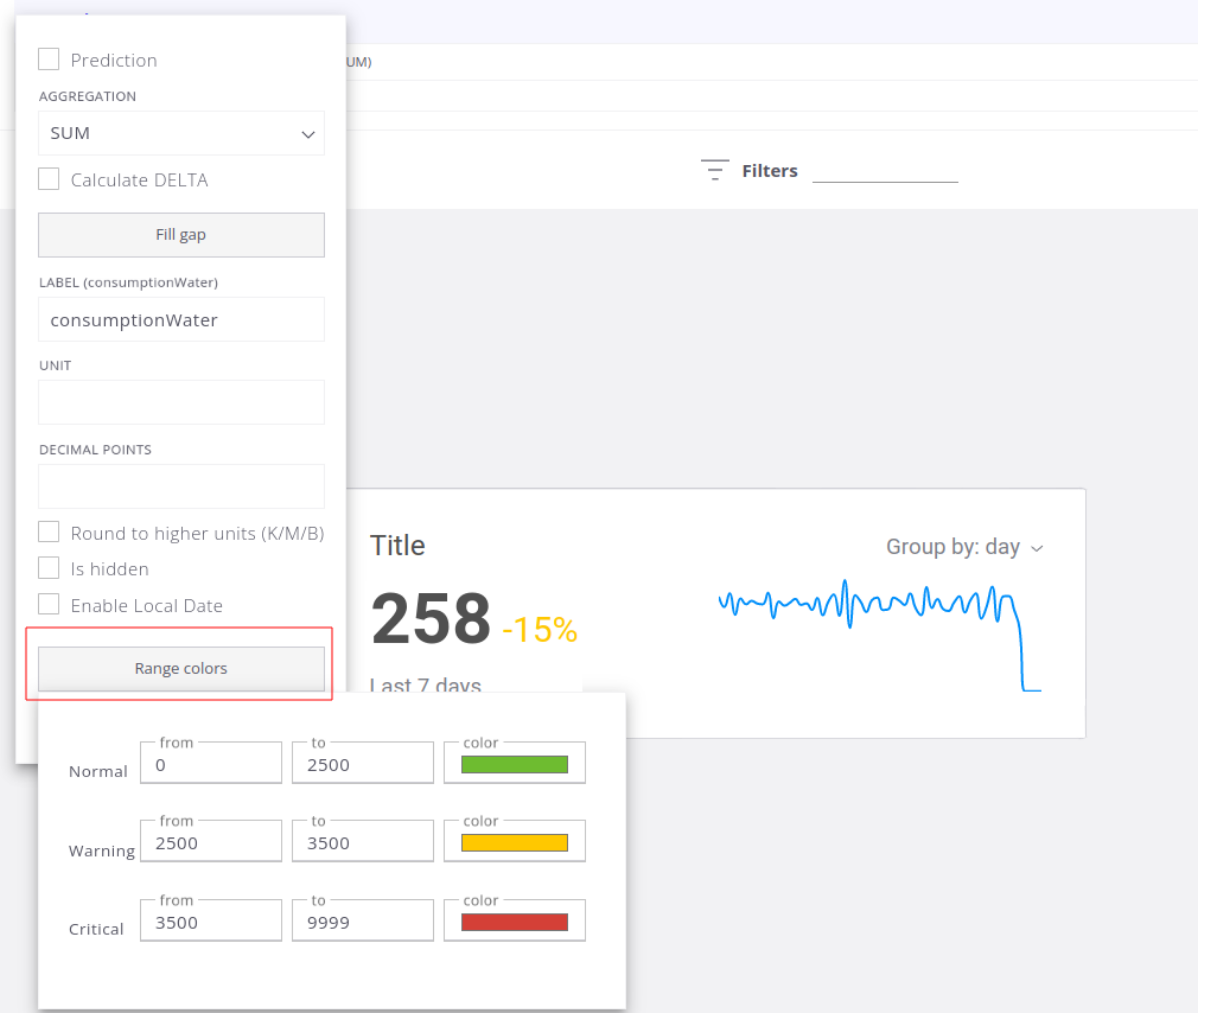 Prediction
UM)
AGGREGATION
SUM
Calculate DELTA
Filters
Fill gap
LABEL (consumptionWater)
consumptionWater
UNIT
DECIMAL POINTS
Round to higher units (K/M/B)
Is hidden
Enable Local Date
Range colors
Title
Group by: day
258 -15%
Last 7 days
Normal
from
0
to
2500
color
Warning
from
2500
to
3500
color
Critical
from
3500
to
9999
color